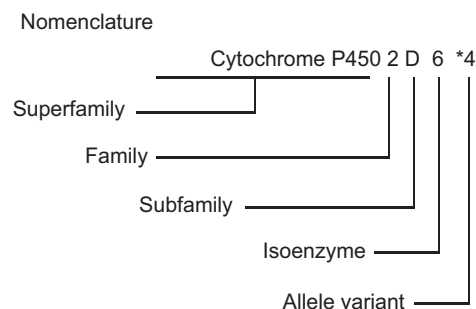 Nomenclature
Cytochrome P450 2 D 6 *4
Superfamily
Family
Subfamily
Isoenzyme
Allele variant